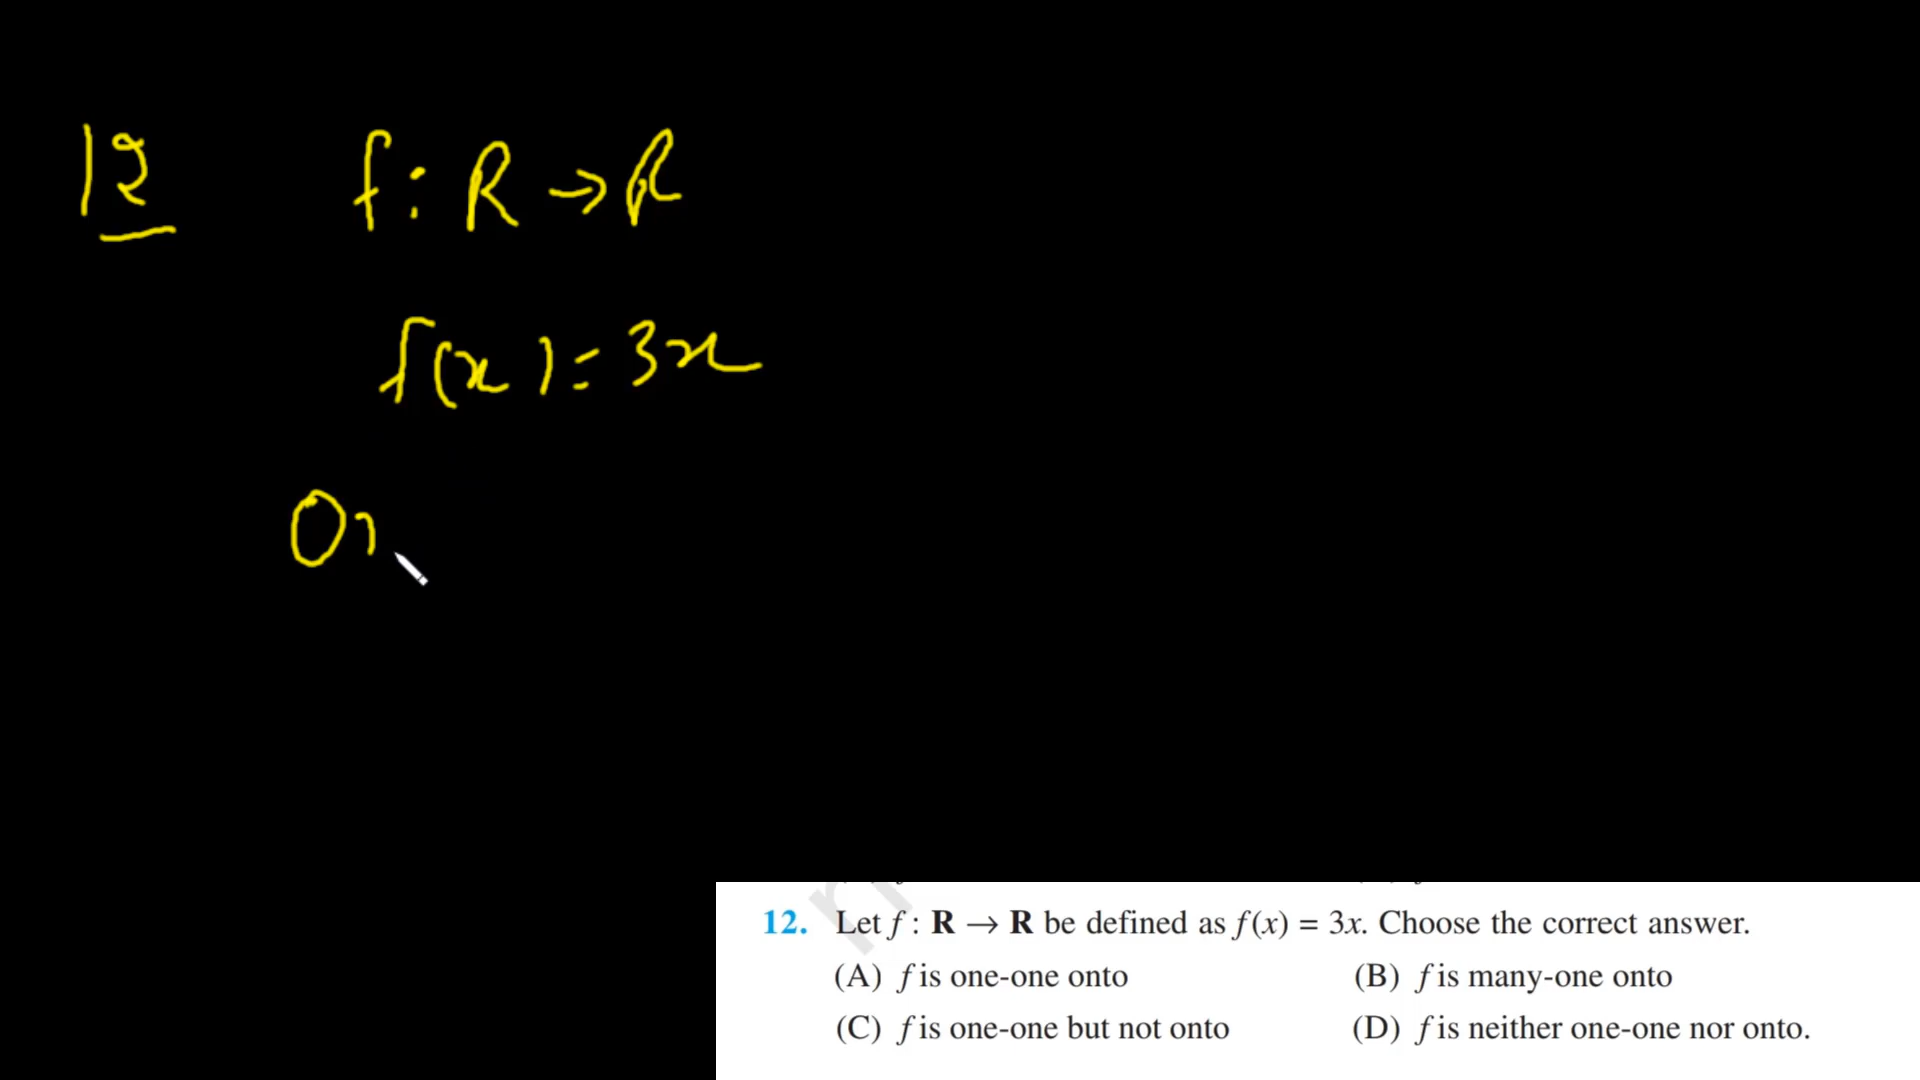 12 f : R → R
f(x) = 3x
On
12. Let f : R → R be defined as f(x) = 3x. Choose the correct answer.
(A) f is one-one onto (B) f is many-one onto
(C) f is one-one but not onto (D) f is neither one-one nor onto.